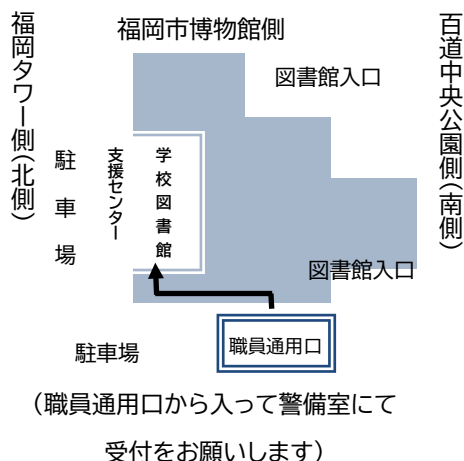 福岡市博物館側
図書館入口
百道中央公園側(南側)
福岡タワー側(北側)
駐車場
支援センター
学校図書館
図書館入口
駐車場
職員通用口
(職員通用口から入って警備室にて
受付をお願いします)